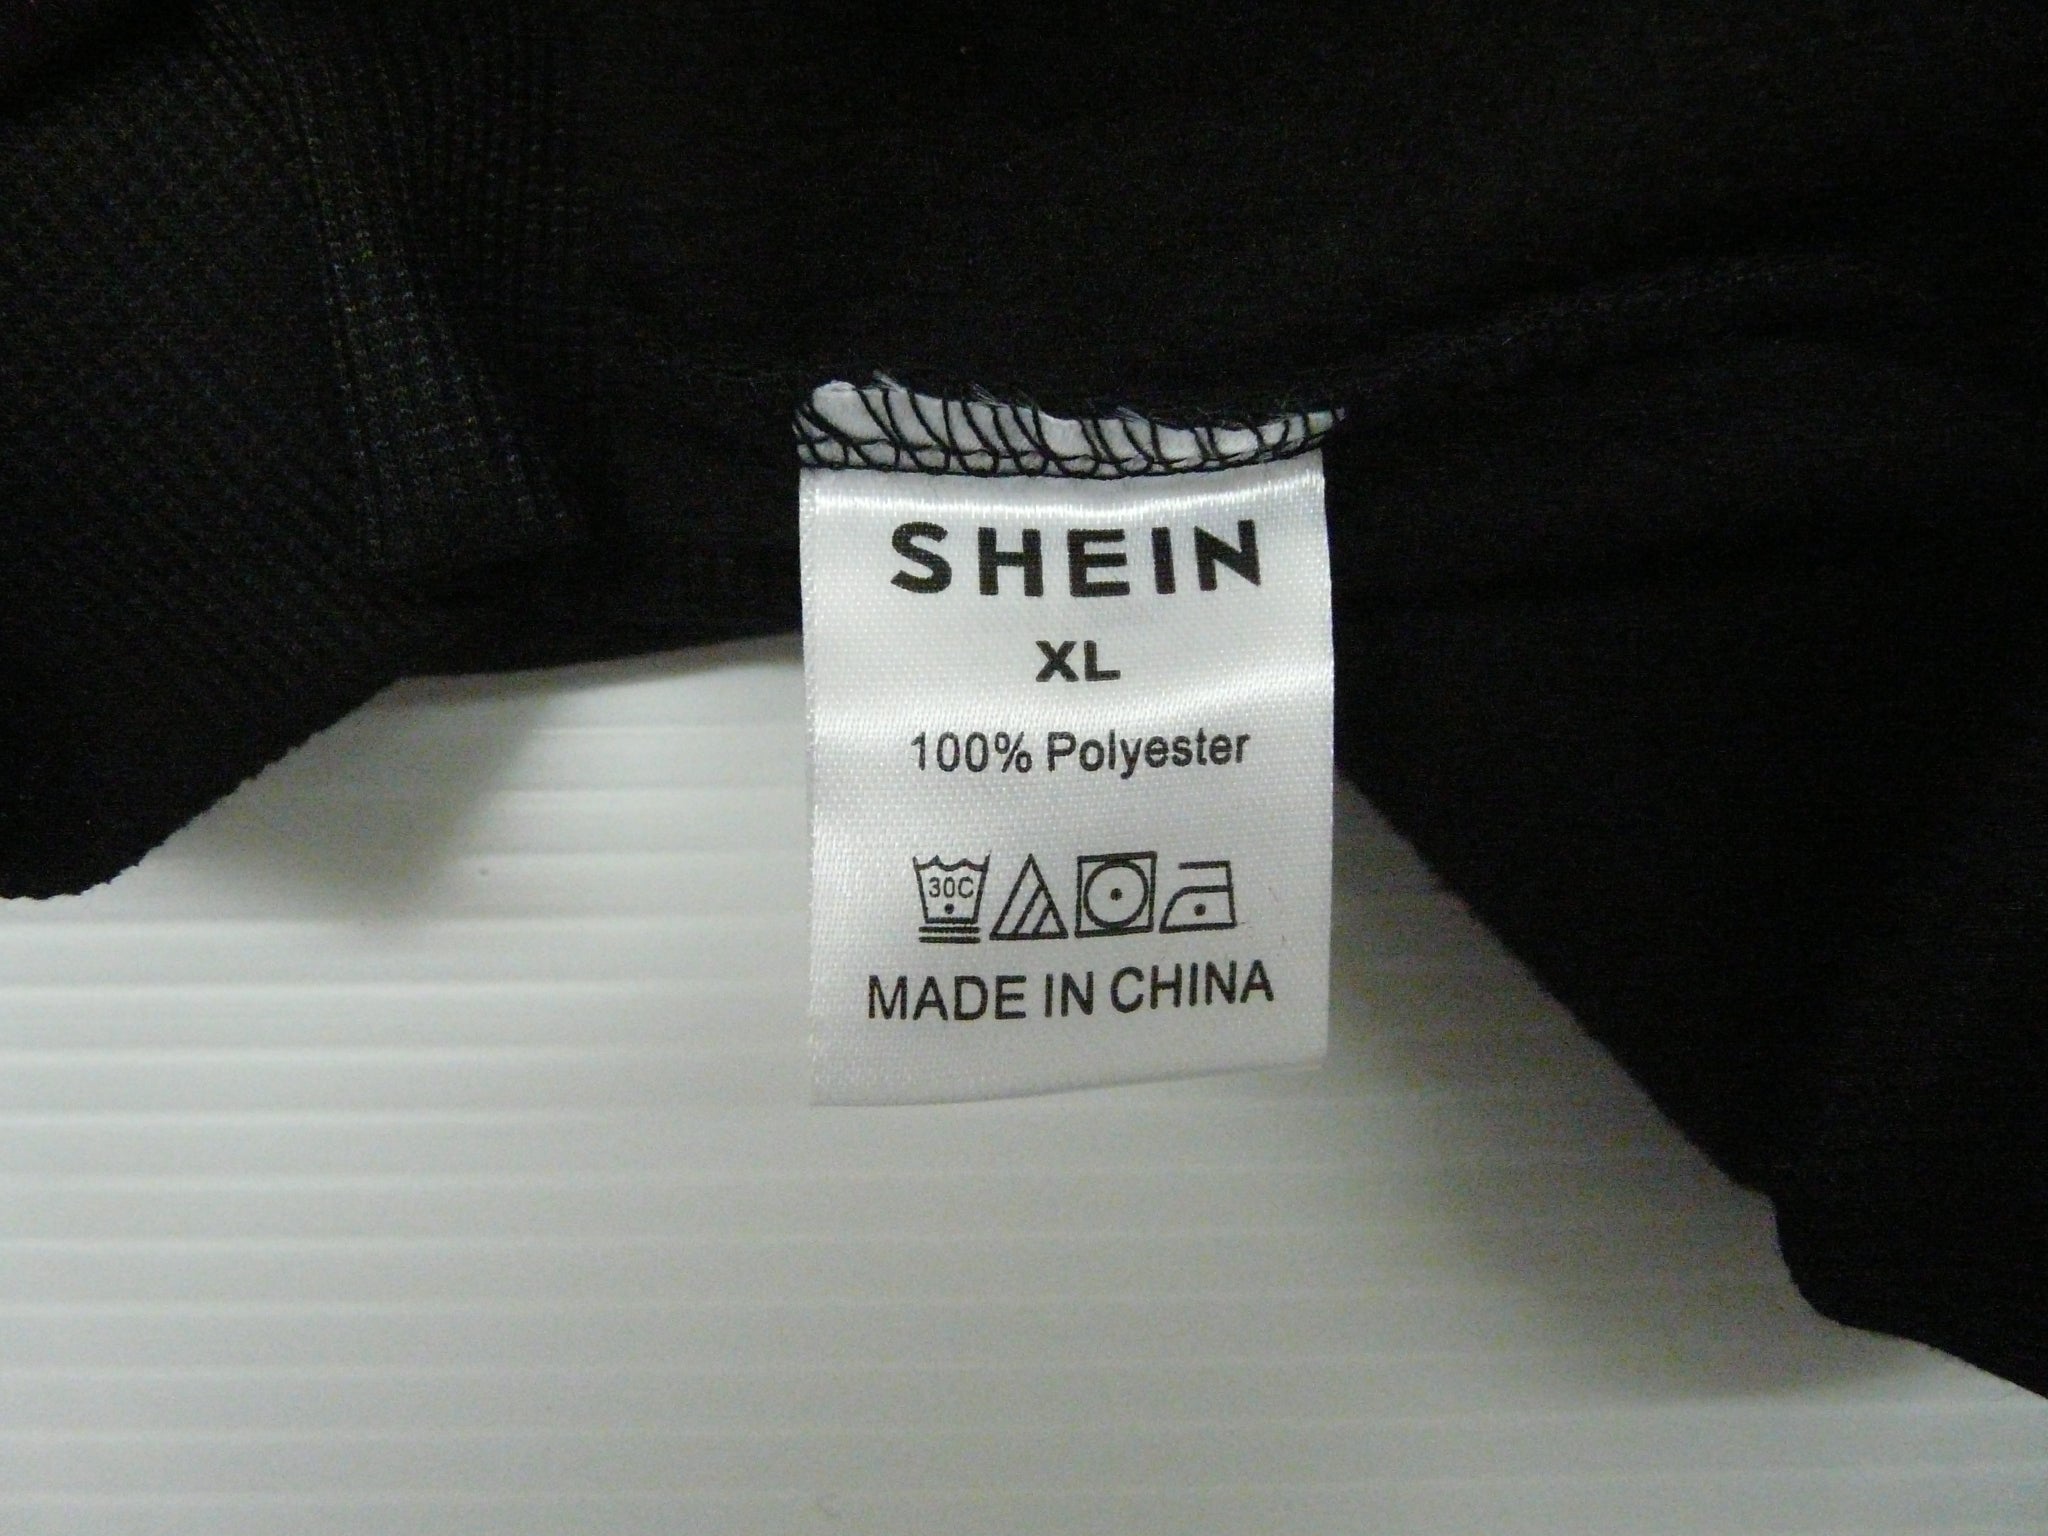 SHEIN
XL
100% Polyester
30C
MADE IN CHINA